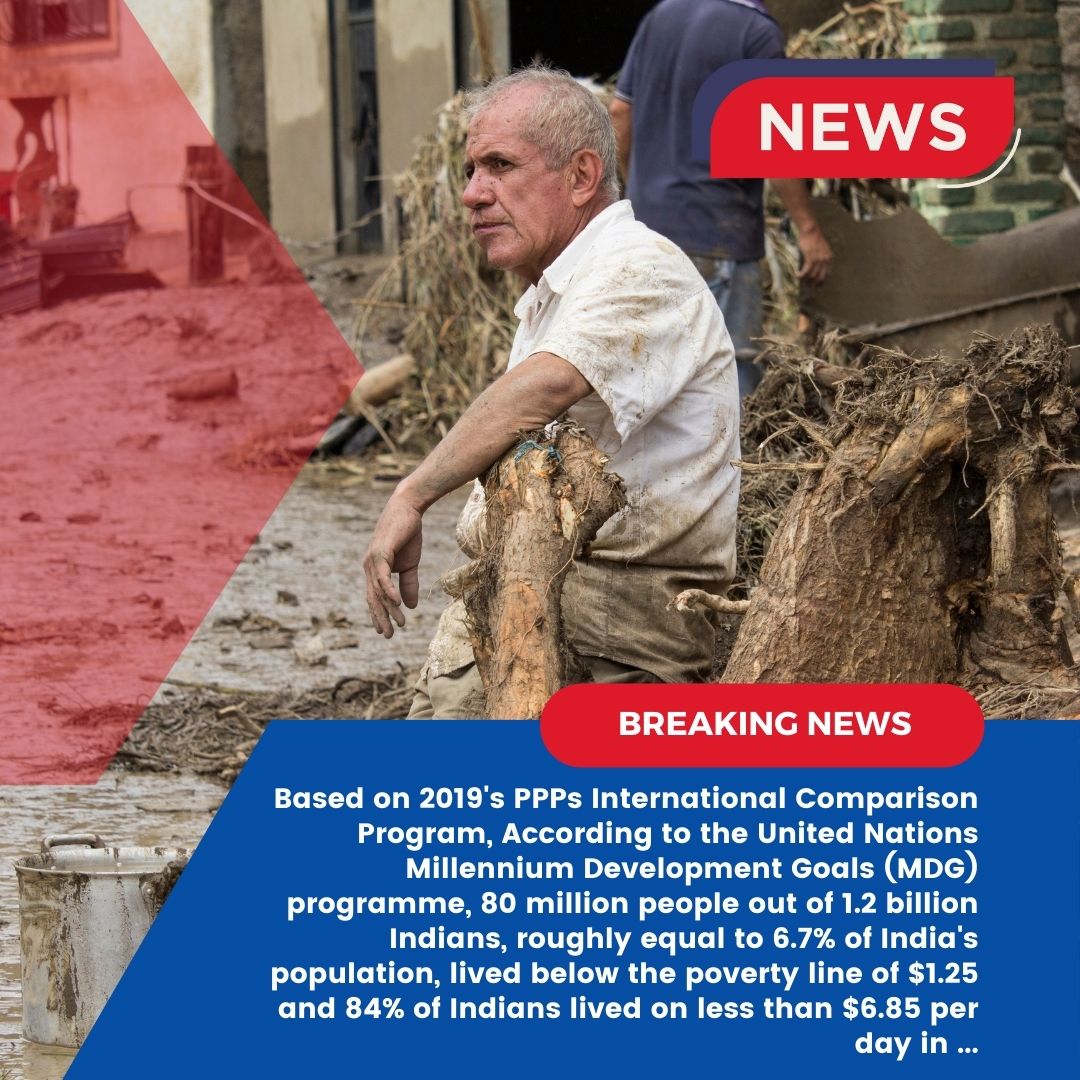 NEWS
BREAKING NEWS
Based on 2019's PPPs International Comparison
Program, According to the United Nations
Millennium Development Goals (MDG)
programme, 80 million people out of 1.2 billion
Indians, roughly equal to 6.7% of India's
population, lived below the poverty line of $1.25
and 84% of Indians lived on less than $6.85 per
day in ...